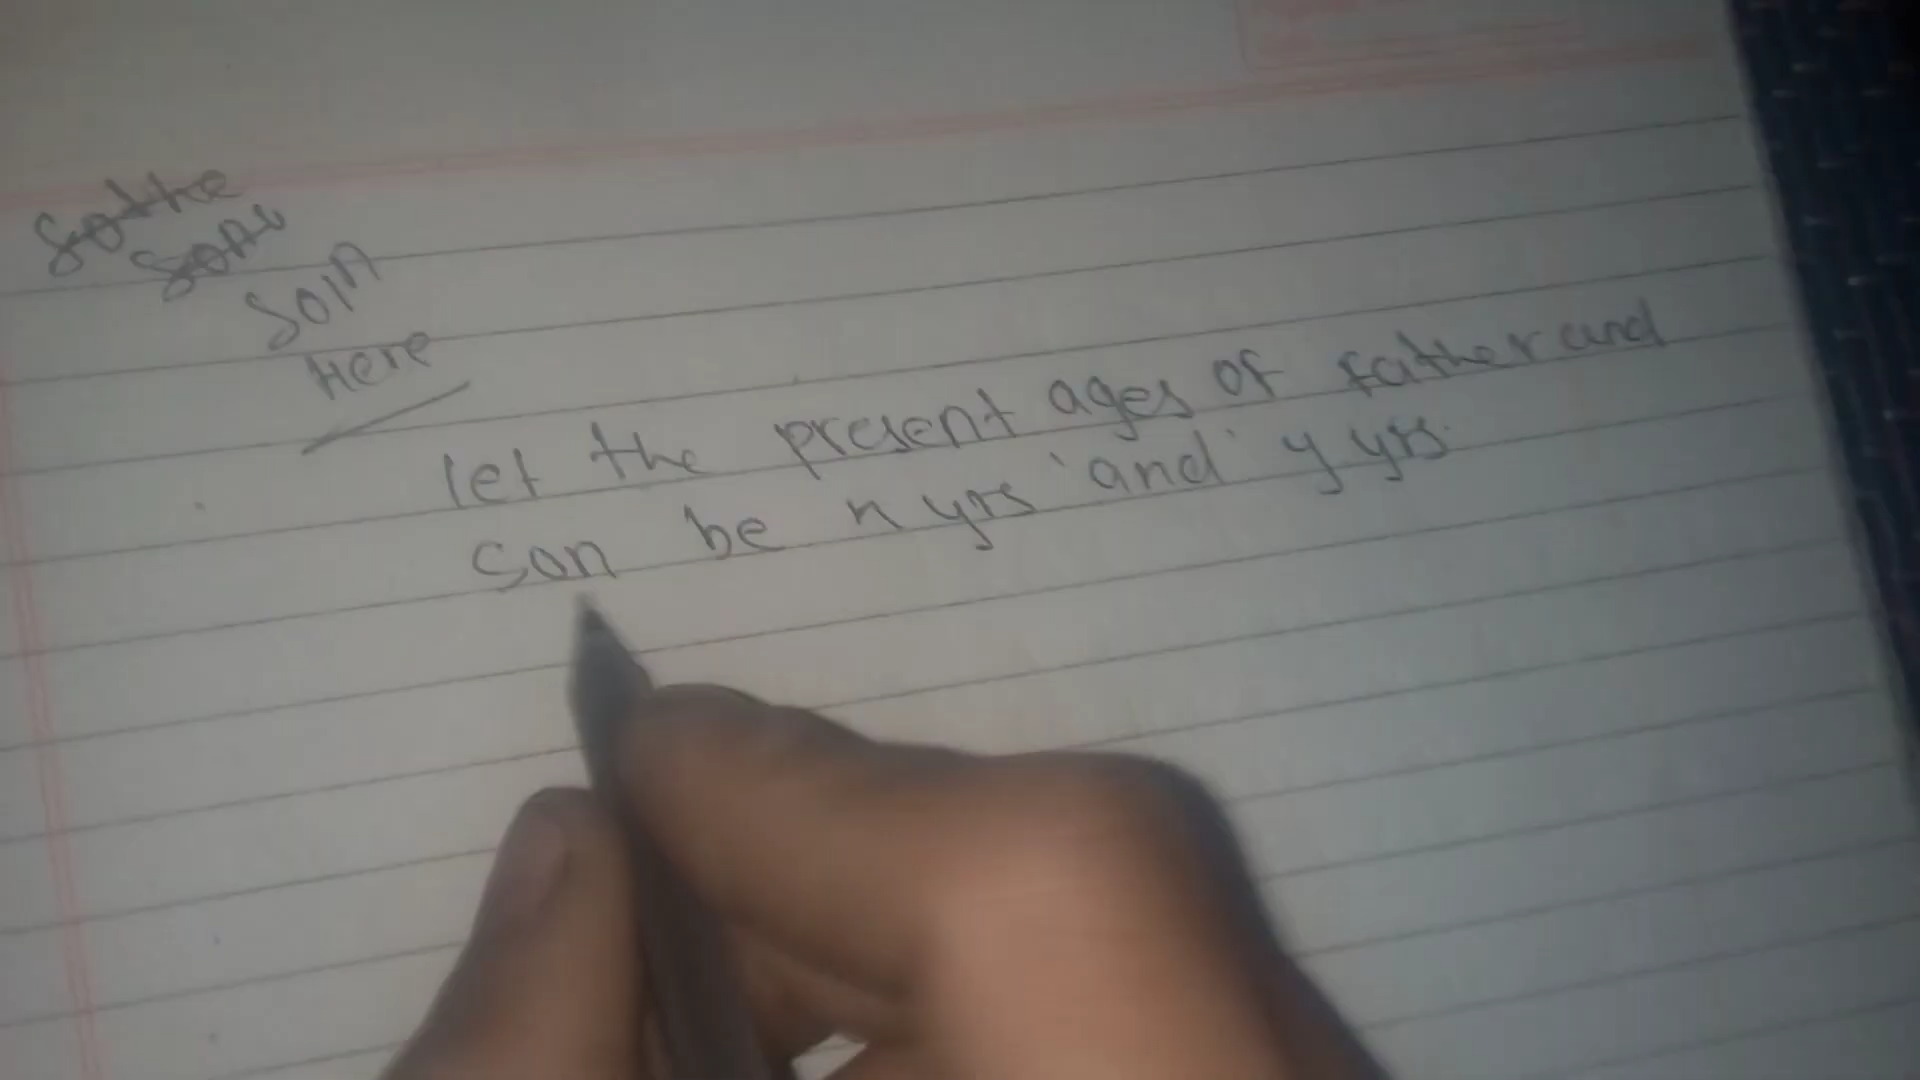 Soln
Here
let the present ages of father and
son be x yrs 'and' y yrs.